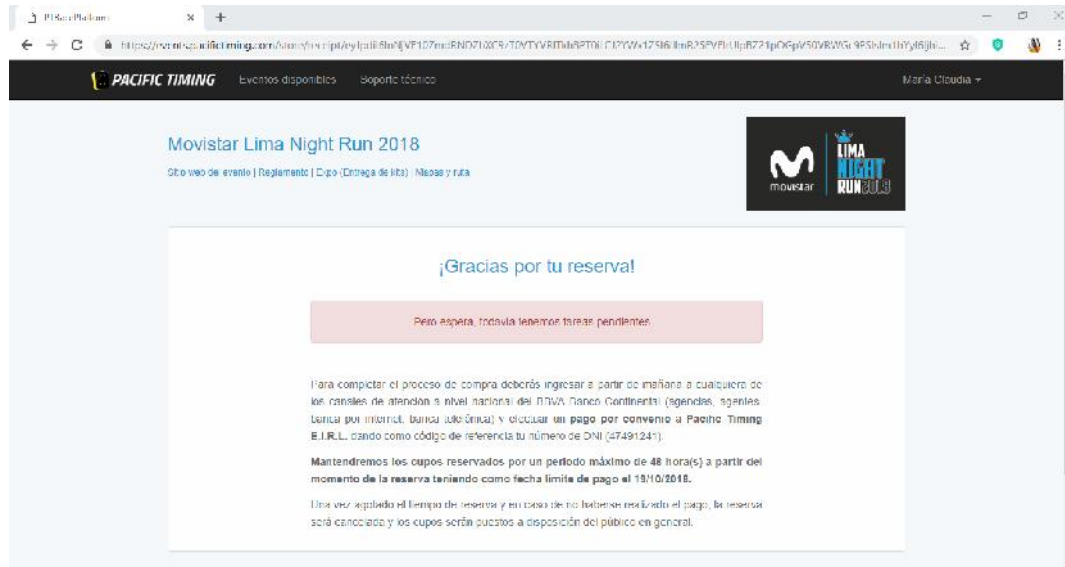 PTRacePlatform
PACIFIC TIMING Eventos disponibles Soporte técnico María Claudia
Movistar Lima Night Run 2018
Sitio web del evento | Reglamento | Expo (Entrega de kits) | Mapas y ruta
movistar
LIMA
NIGHT
RUN2018
¡Gracias por tu reserva!
Pero espera, todavía tenemos tareas pendientes
Para completar el proceso de compra deberás ingresar a partir de mañana a cualquiera de
los canales de atención a nivel nacional del BBVA Banco Continental (agencias, agentes,
banca por internet, banca telefónica) y efectuar un pago por convenio a Pacific Timing
E.I.R.L. dando como código de referencia tu número de DNI (47491241).
Mantendremos los cupos reservados por un periodo máximo de 48 hora(s) a partir del
momento de la reserva teniendo como fecha límite de pago el 19/10/2018.
Una vez agotado el tiempo de reserva y en caso de no haberse realizado el pago, la reserva
será cancelada y los cupos serán puestos a disposición del público en general.